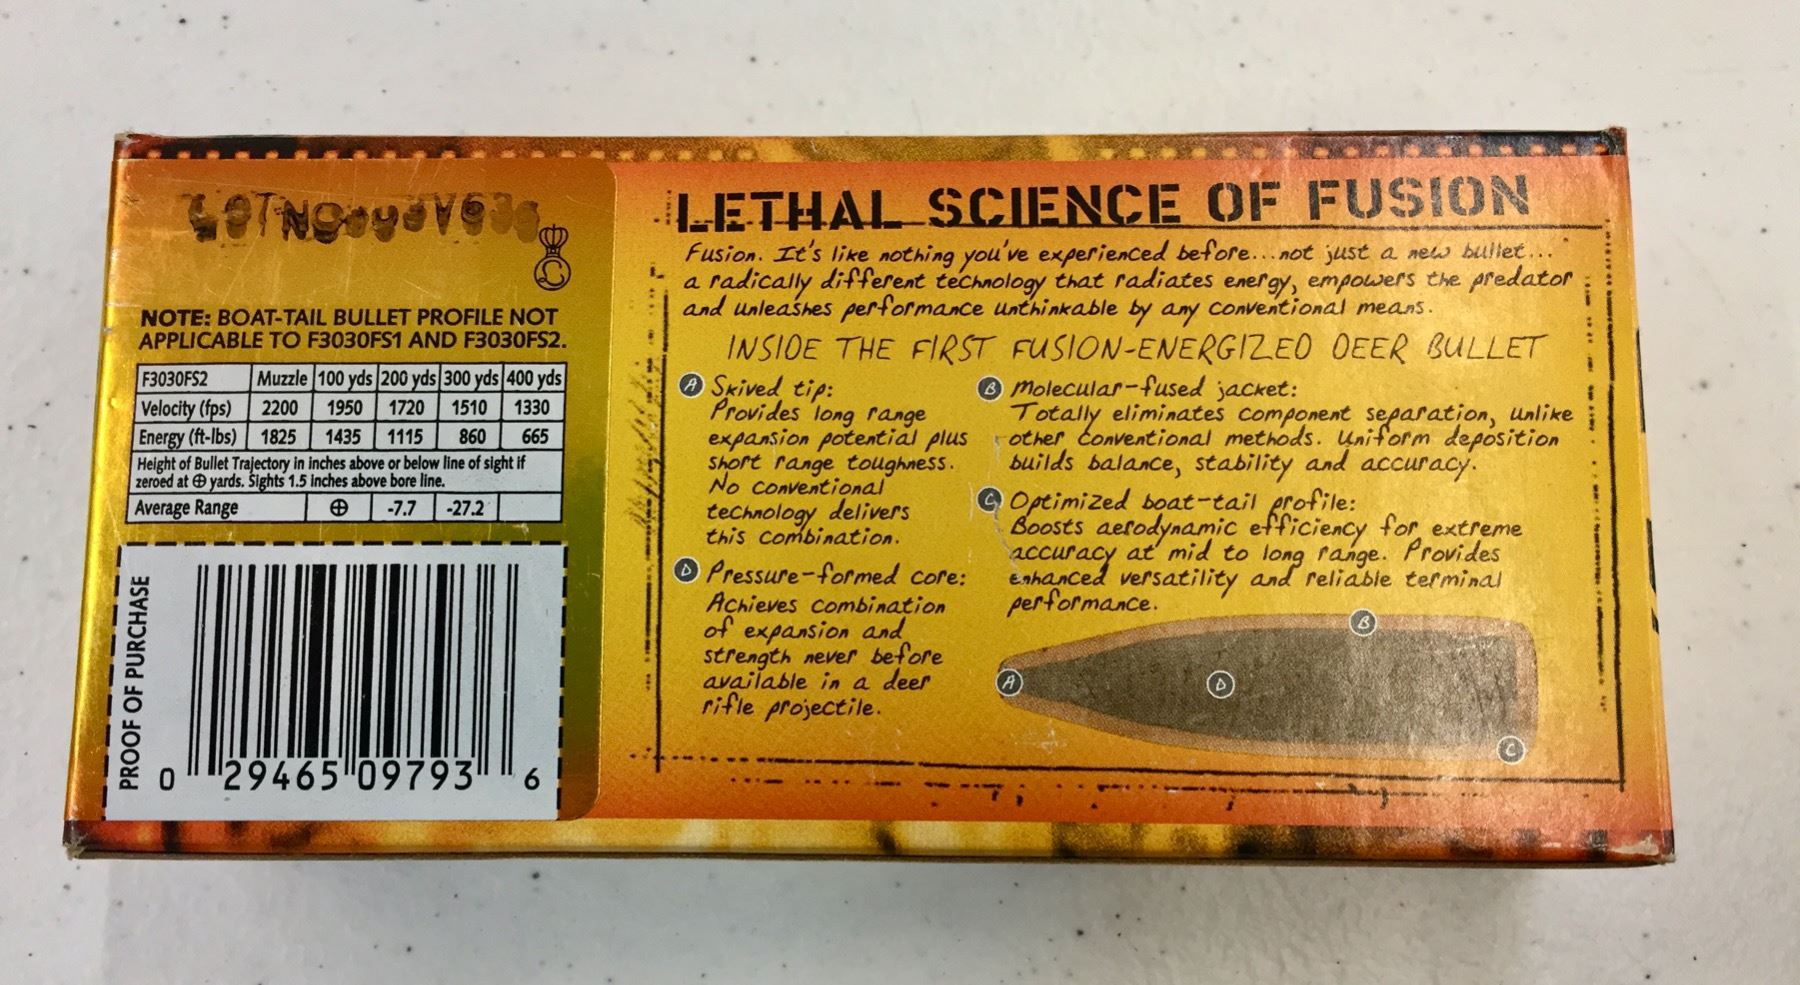 LOT NO
NOTE: BOAT-TAIL BULLET PROFILE NOT
APPLICABLE TO F3030FS1 AND F3030FS2.
F3030FS2 Muzzle 100 yds 200 yds 300 yds 400 yds
Velocity (fps) 2200 1950 1720 1510 1330
Energy (ft-lbs) 1825 1435 1115 860 665
Height of Bullet Trajectory in inches above or below line of sight if
zeroed at ⊕ yards. Sights 1.5 inches above bore line.
Average Range ⊕ -7.7 -27.2
PROOF OF PURCHASE
0 29465 09793 6
LETHAL SCIENCE OF FUSION
Fusion. It's like nothing you've experienced before...not just a new bullet...
a radically different technology that radiates energy, empowers the predator
and unleashes performance unthinkable by any conventional means.
INSIDE THE FIRST FUSION-ENERGIZED DEER BULLET
A Skived tip:
Provides long range
expansion potential plus
short range toughness.
No conventional
technology delivers
this combination.
D Pressure-formed core:
Achieves combination
of expansion and
strength never before
available in a deer
rifle projectile.
B Molecular-fused jacket:
Totally eliminates component separation, unlike
other conventional methods. Uniform deposition
builds balance, stability and accuracy.
C Optimized boat-tail profile:
Boosts aerodynamic efficiency for extreme
accuracy at mid to long range. Provides
enhanced versatility and reliable terminal
performance.
B
A
D
C